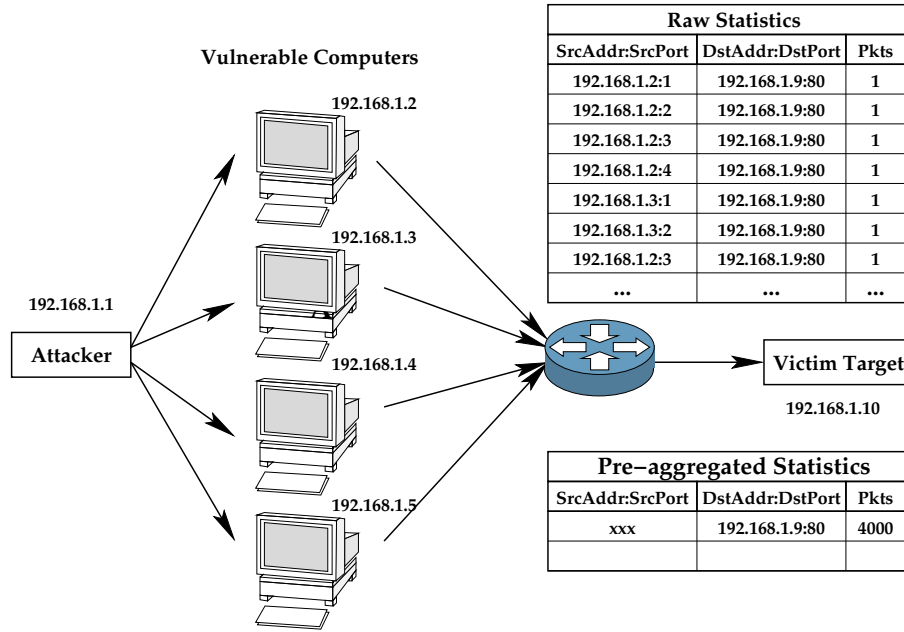 Vulnerable Computers
192.168.1.2
192.168.1.3
192.168.1.1
Attacker
192.168.1.4
192.168.1.5
Raw Statistics
SrcAddr:SrcPort DstAddr:DstPort Pkts
192.168.1.2:1 192.168.1.9:80 1
192.168.1.2:2 192.168.1.9:80 1
192.168.1.2:3 192.168.1.9:80 1
192.168.1.2:4 192.168.1.9:80 1
192.168.1.3:1 192.168.1.9:80 1
192.168.1.3:2 192.168.1.9:80 1
192.168.1.2:3 192.168.1.9:80 1
... ... ...
Victim Target
192.168.1.10
Pre-aggregated Statistics
SrcAddr:SrcPort DstAddr:DstPort Pkts
xxx 192.168.1.9:80 4000